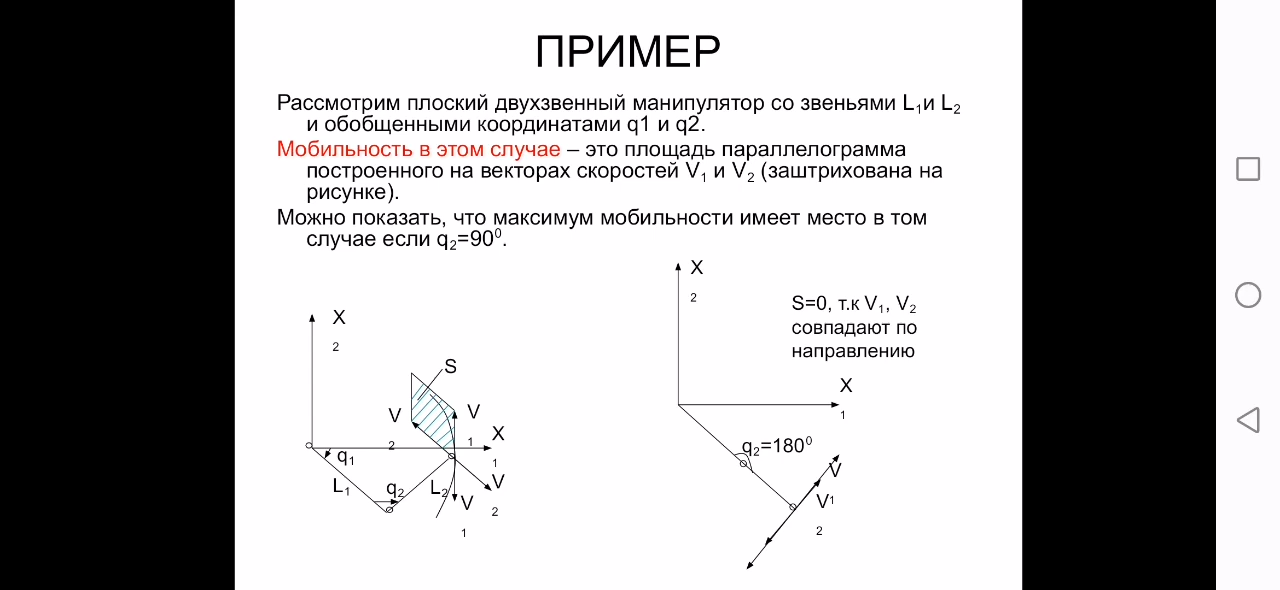 ПРИМЕР
Рассмотрим плоский двухзвенный манипулятор со звеньями L₁и L₂
и обобщенными координатами q1 и q2.
Мобильность в этом случае – это площадь параллелограмма
построенного на векторах скоростей V₁ и V₂ (заштрихована на
рисунке).
Можно показать, что максимум мобильности имеет место в том
случае если q₂=90⁰.
X
2
S
V
2
V
1
X
1
q₁
L₁
q₂
L₂
V
2
V
1
X
2
S=0, т.к V₁, V₂
совпадают по
направлению
X
1
q₂=180⁰
V
1
V
2